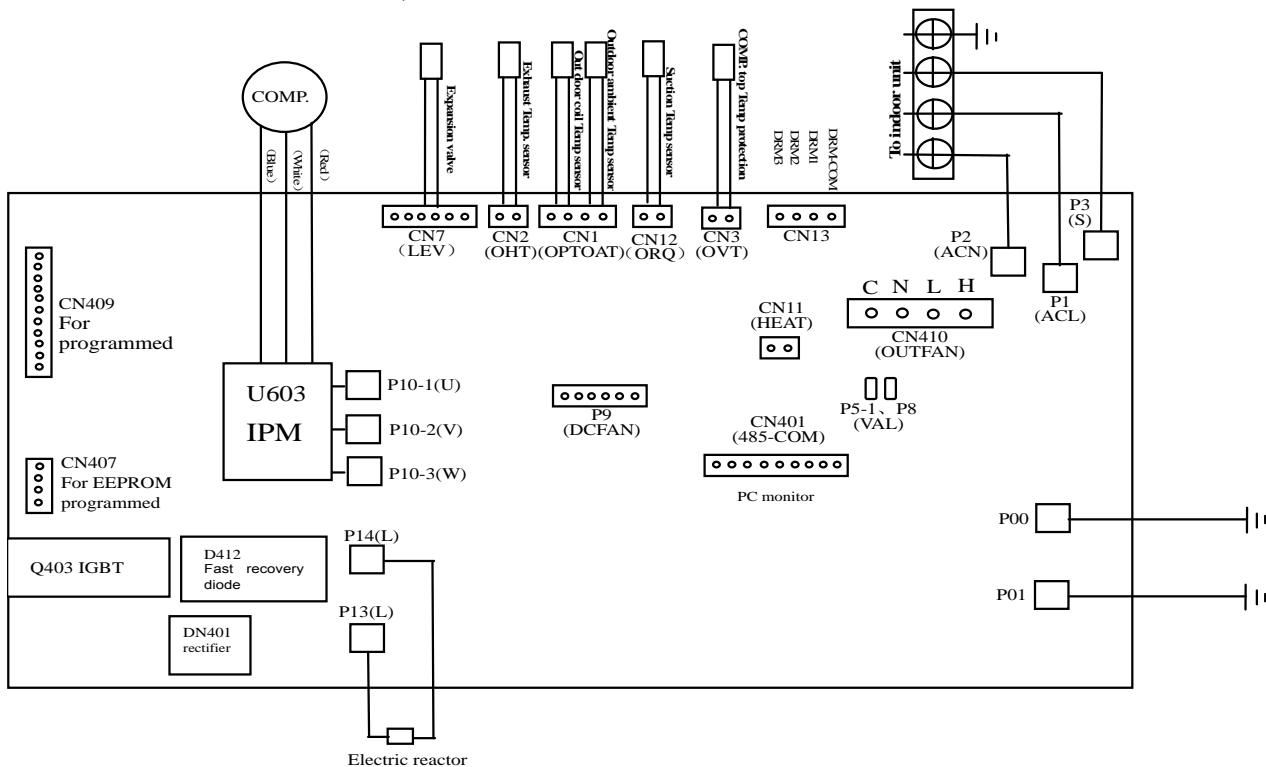 COMP.
(Blue)
(White)
(Red)
Expansion valve
Exhaust Temp. sensor
Out door coil Temp sensor
Outdoor ambient Temp sensor
Suction Temp sensor
COMP. top Temp protection
DRM3
DRM2
DRM1
DRM-COM
To indoor unit
CN7
(LEV)
CN2
(OHT)
CN1
(OPTOAT)
CN12
(ORQ)
CN3
(OVT)
CN13
P2
(ACN)
P3
(S)
P1
(ACL)
CN409
For
programmed
CN11
(HEAT)
C N L H
CN410
(OUTFAN)
U603
IPM
P10-1(U)
P10-2(V)
P10-3(W)
P9
(DCFAN)
P5-1、P8
(VAL)
CN401
(485-COM)
PC monitor
CN407
For EEPROM
programmed
P00
P01
Q403 IGBT
D412
Fast recovery
diode
P14(L)
P13(L)
DN401
rectifier
Electric reactor